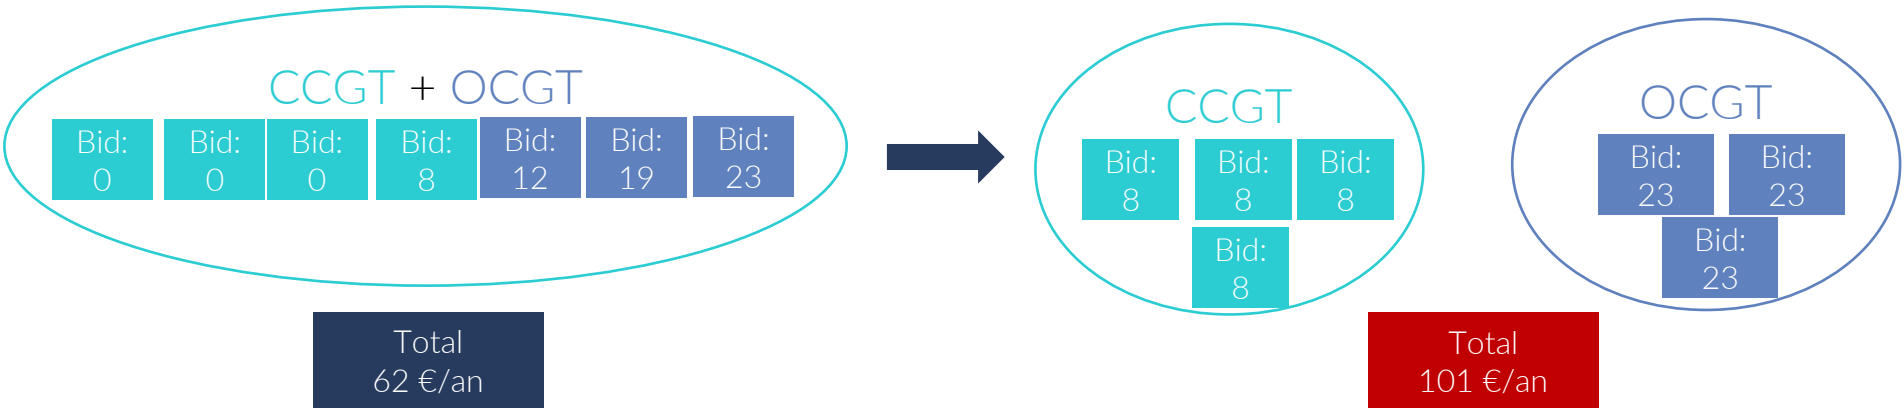 CCGT + OCGT
Bid:
0
Bid:
0
Bid:
0
Bid:
8
Bid:
12
Bid:
19
Bid:
23
Total
62 €/an
CCGT
Bid:
8
Bid:
8
Bid:
8
Bid:
8
OCGT
Bid:
23
Bid:
23
Bid:
23
Total
101 €/an